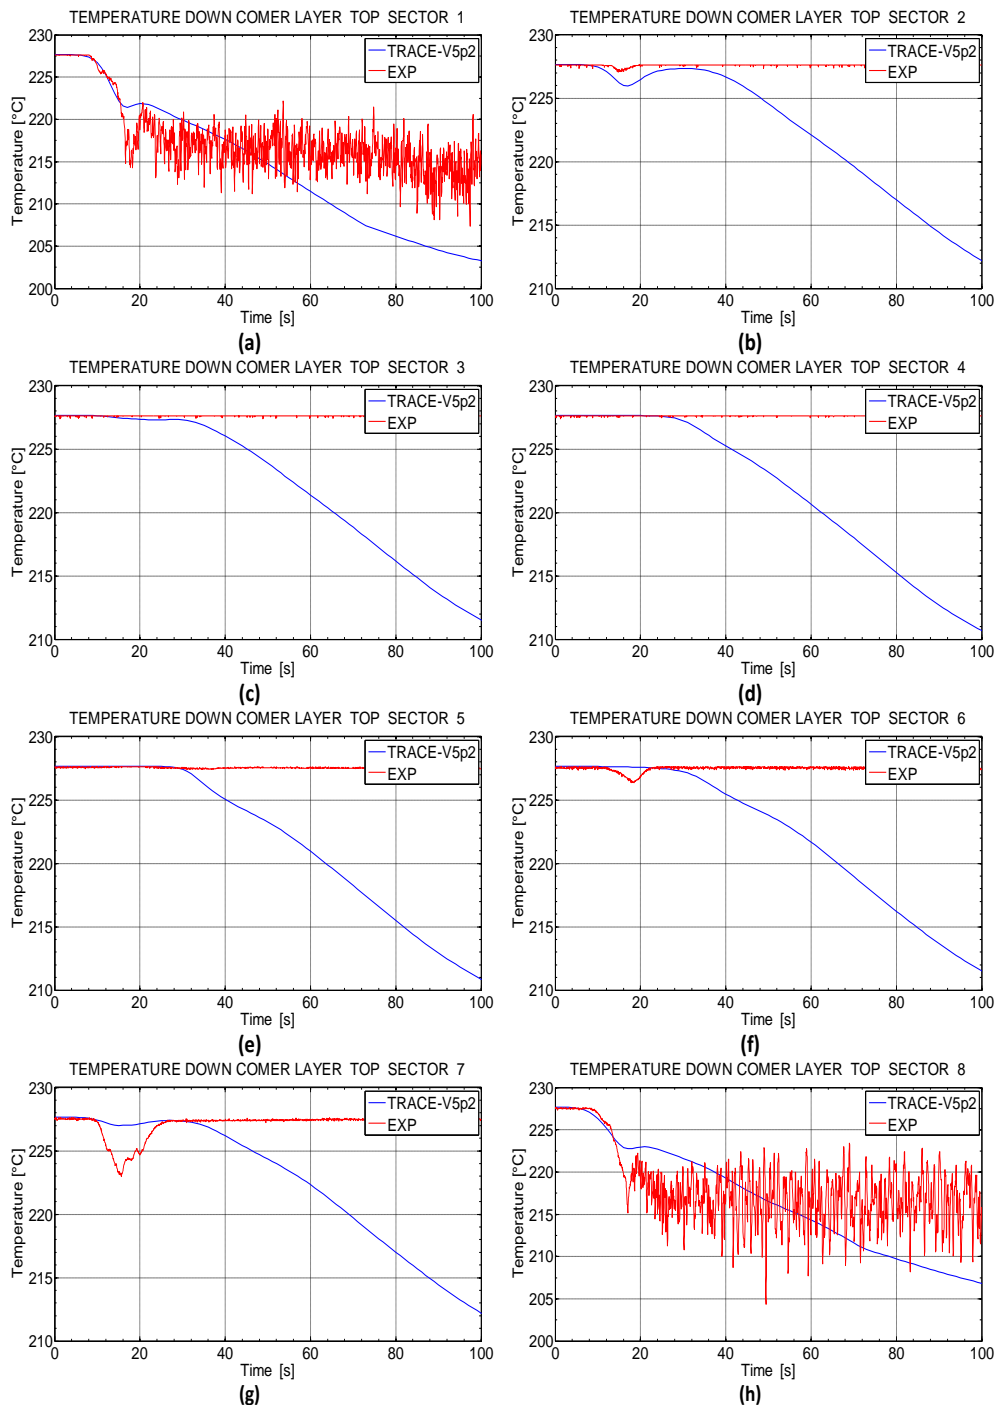 TEMPERATURE DOWN COMER LAYER TOP SECTOR 1
230
225
220
215
210
205
200
Temperature [°C]
TRACE-V5p2
EXP
0 20 40 60 80 100
Time [s]
(a)
TEMPERATURE DOWN COMER LAYER TOP SECTOR 2
230
225
220
215
210
Temperature [°C]
TRACE-V5p2
EXP
0 20 40 60 80 100
Time [s]
(b)
TEMPERATURE DOWN COMER LAYER TOP SECTOR 3
230
225
220
215
210
Temperature [°C]
TRACE-V5p2
EXP
0 20 40 60 80 100
Time [s]
(c)
TEMPERATURE DOWN COMER LAYER TOP SECTOR 4
230
225
220
215
210
Temperature [°C]
TRACE-V5p2
EXP
0 20 40 60 80 100
Time [s]
(d)
TEMPERATURE DOWN COMER LAYER TOP SECTOR 5
230
225
220
215
210
Temperature [°C]
TRACE-V5p2
EXP
0 20 40 60 80 100
Time [s]
(e)
TEMPERATURE DOWN COMER LAYER TOP SECTOR 6
230
225
220
215
210
Temperature [°C]
TRACE-V5p2
EXP
0 20 40 60 80 100
Time [s]
(f)
TEMPERATURE DOWN COMER LAYER TOP SECTOR 7
230
225
220
215
210
Temperature [°C]
TRACE-V5p2
EXP
0 20 40 60 80 100
Time [s]
(g)
TEMPERATURE DOWN COMER LAYER TOP SECTOR 8
230
225
220
215
210
205
200
Temperature [°C]
TRACE-V5p2
EXP
0 20 40 60 80 100
Time [s]
(h)